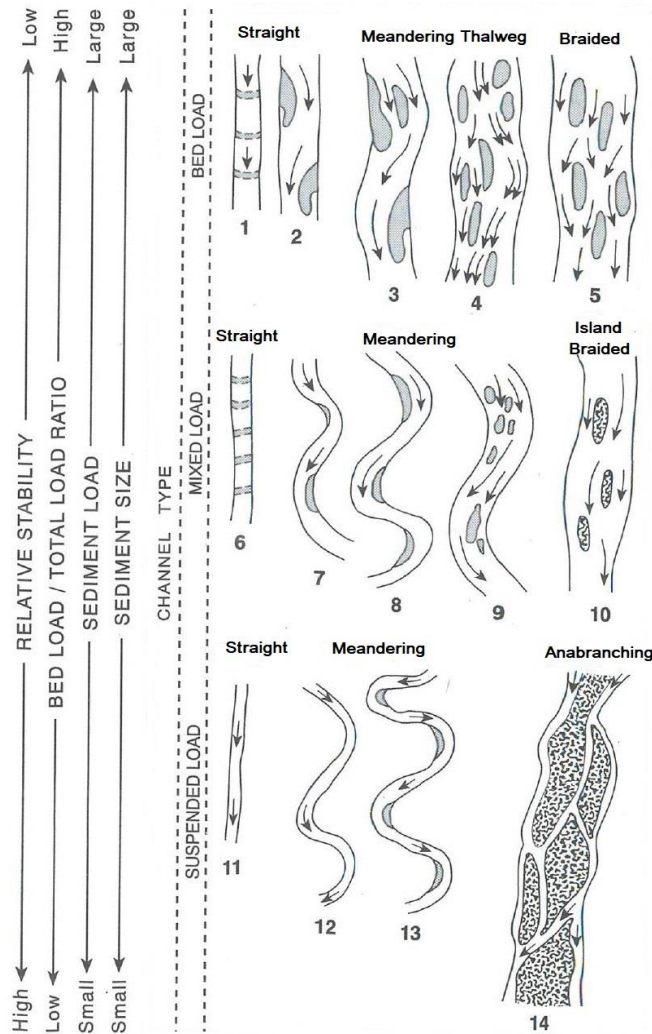 Low
High
Large
Large
RELATIVE STABILITY
BED LOAD / TOTAL LOAD RATIO
SEDIMENT LOAD
SEDIMENT SIZE
High
Low
Small
Small
CHANNEL TYPE
BED LOAD
MIXED LOAD
SUSPENDED LOAD
Straight
Meandering Thalweg
Braided
1
2
3
4
5
Straight
Meandering
Island
Braided
6
7
8
9
10
Straight
Meandering
Anabranching
11
12
13
14